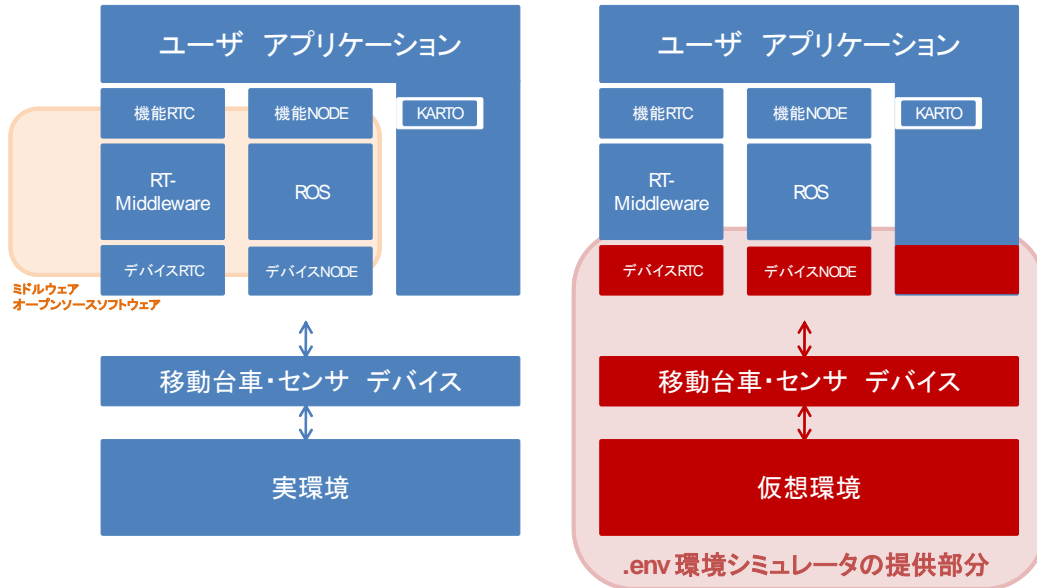 ユーザ アプリケーション
機能RTC
機能NODE
KARTO
RT-
Middleware
ROS
デバイスRTC
デバイスNODE
ミドルウェア
オープンソースソフトウェア
移動台車・センサ デバイス
実環境
ユーザ アプリケーション
機能RTC
機能NODE
KARTO
RT-
Middleware
ROS
デバイスRTC
デバイスNODE
移動台車・センサ デバイス
仮想環境
.env 環境シミュレータの提供部分